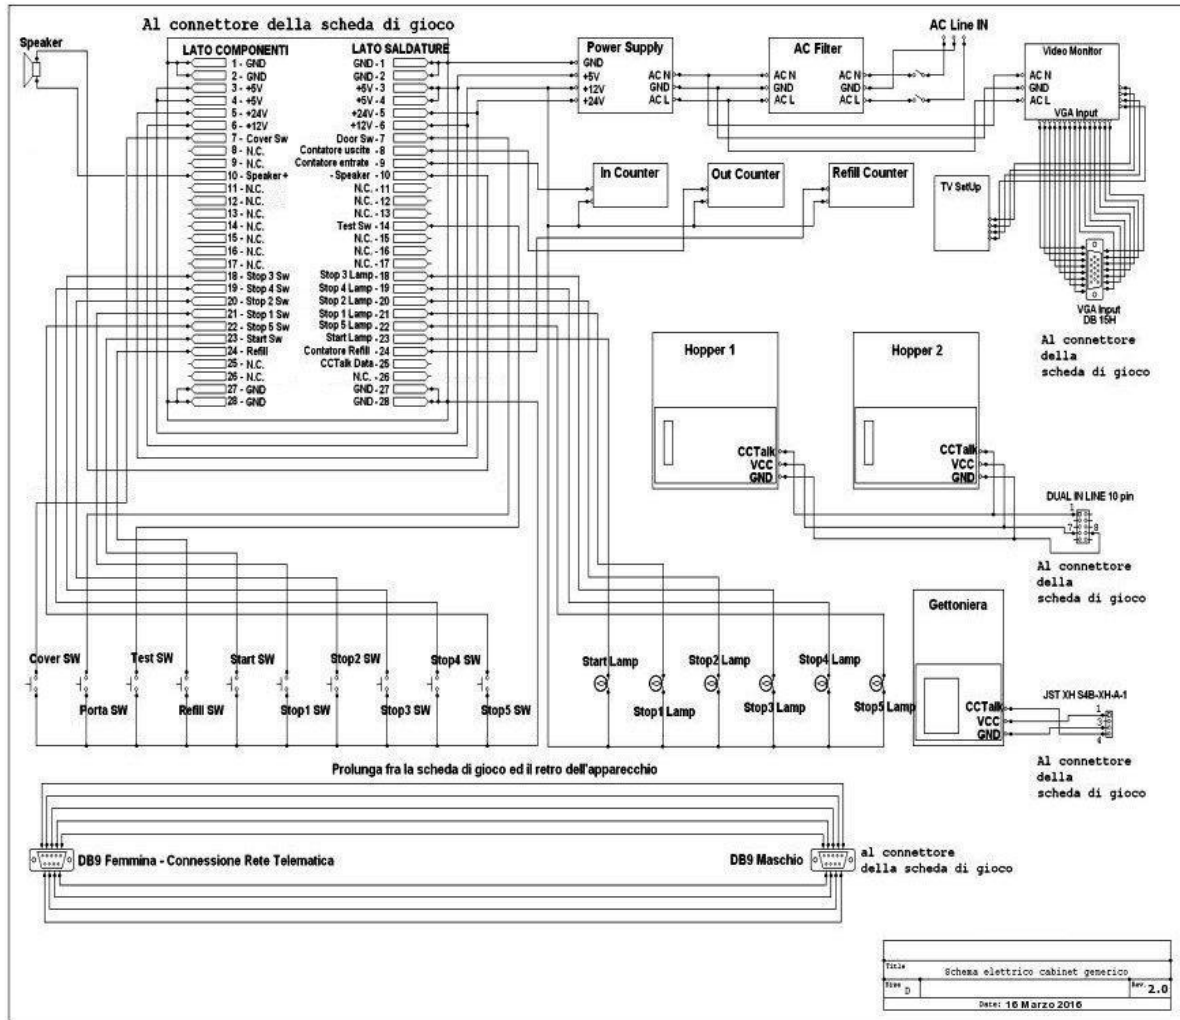 Al connettore della scheda di gioco
Speaker
LATO COMPONENTI
1 - GND
2 - GND
3 - +5V
4 - +5V
5 - +24V
6 - +12V
7 - Cover Sw
8 - N.C.
9 - N.C.
10 - Speaker+
11 - N.C.
12 - N.C.
13 - N.C.
14 - N.C.
15 - N.C.
16 - N.C.
17 - N.C.
18 - Stop 3 Sw
19 - Stop 4 Sw
20 - Stop 2 Sw
21 - Stop 1 Sw
22 - Stop 5 Sw
23 - Start Sw
24 - Refill
25 - N.C.
26 - N.C.
27 - GND
28 - GND
LATO SALDATURE
GND - 1
GND - 2
+5V - 3
+5V - 4
+24V - 5
+12V - 6
Door Sw - 7
Contatore uscite - 8
Contatore entrate - 9
- Speaker - 10
N.C. - 11
N.C. - 12
N.C. - 13
Test Sw - 14
N.C. - 15
N.C. - 16
N.C. - 17
Stop 3 Lamp - 18
Stop 4 Lamp - 19
Stop 2 Lamp - 20
Stop 1 Lamp - 21
Stop 5 Lamp - 22
Start Lamp - 23
Contatore Refill - 24
CCTalk Data - 25
N.C. - 26
GND - 27
GND - 28
Power Supply
GND
+5V
+12V
+24V
AC N
GND
AC L
AC Filter
AC N
GND
AC L
AC N
GND
AC L
AC Line IN
Video Monitor
AC N
GND
AC L
VGA Input
In Counter
Out Counter
Refill Counter
TV SetUp
VGA Input
DB 15H
Al connettore
della
scheda di gioco
Hopper 1
CCTalk
VCC
GND
Hopper 2
CCTalk
VCC
GND
DUAL IN LINE 10 pin
1
7
8
Al connettore
della
scheda di gioco
Gettoniera
CCTalk
VCC
GND
JST XH S4B-XH-A-1
1
3
4
Al connettore
della
scheda di gioco
Cover SW
Test SW
Start SW
Stop2 SW
Stop4 SW
Porta SW
Refill SW
Stop1 SW
Stop3 SW
Stop5 SW
Start Lamp
Stop2 Lamp
Stop4 Lamp
Stop1 Lamp
Stop3 Lamp
Stop5 Lamp
Prolunga fra la scheda di gioco ed il retro dell'apparecchio
DB9 Femmina - Connessione Rete Telematica
DB9 Maschio
al connettore
della scheda di gioco
Title
Schema elettrico cabinet generico
Size D
Rev. 2.0
Date: 16 Marzo 2016